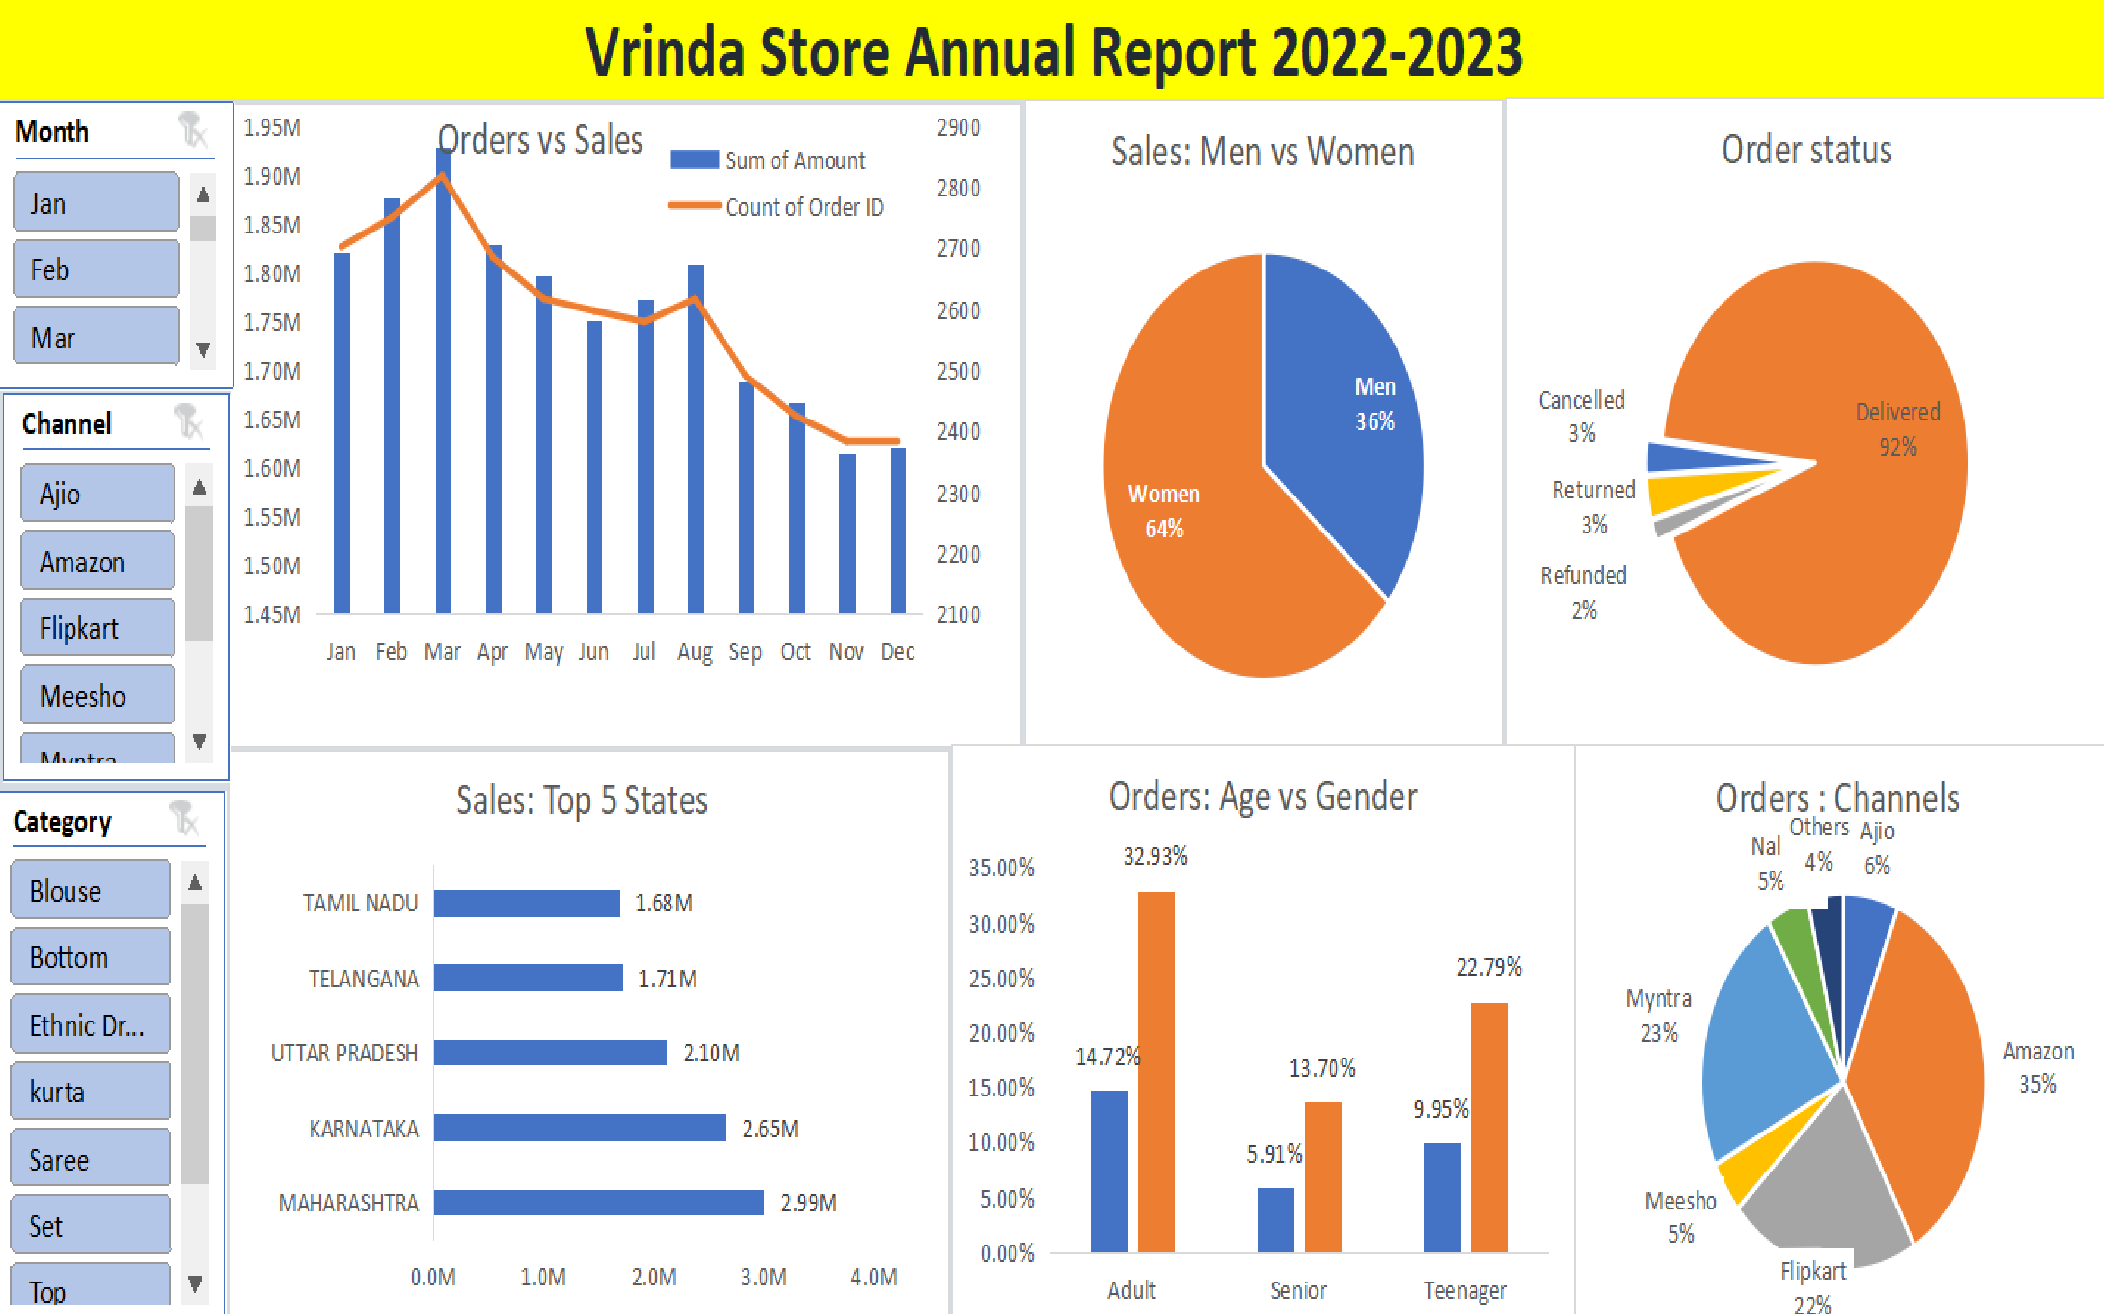 Vrinda Store Annual Report 2022-2023
Month
Jan
Feb
Mar
Channel
Ajio
Amazon
Flipkart
Meesho
Myntra
Category
Blouse
Bottom
Ethnic Dr...
kurta
Saree
Set
Top
Orders vs Sales
Sum of Amount
Count of Order ID
1.95M
1.90M
1.85M
1.80M
1.75M
1.70M
1.65M
1.60M
1.55M
1.50M
1.45M
2900
2800
2700
2600
2500
2400
2300
2200
2100
Jan Feb Mar Apr May Jun Jul Aug Sep Oct Nov Dec
Sales: Men vs Women
Men
36%
Women
64%
Order status
Cancelled
3%
Returned
3%
Refunded
2%
Delivered
92%
Sales: Top 5 States
TAMIL NADU 1.68M
TELANGANA 1.71M
UTTAR PRADESH 2.10M
KARNATAKA 2.65M
MAHARASHTRA 2.99M
0.0M 1.0M 2.0M 3.0M 4.0M
Orders: Age vs Gender
35.00%
30.00%
25.00%
20.00%
15.00%
10.00%
5.00%
0.00%
14.72%
32.93%
5.91%
13.70%
9.95%
22.79%
Adult Senior Teenager
Orders : Channels
Nal
5%
Others
4%
Ajio
6%
Myntra
23%
Amazon
35%
Meesho
5%
Flipkart
22%